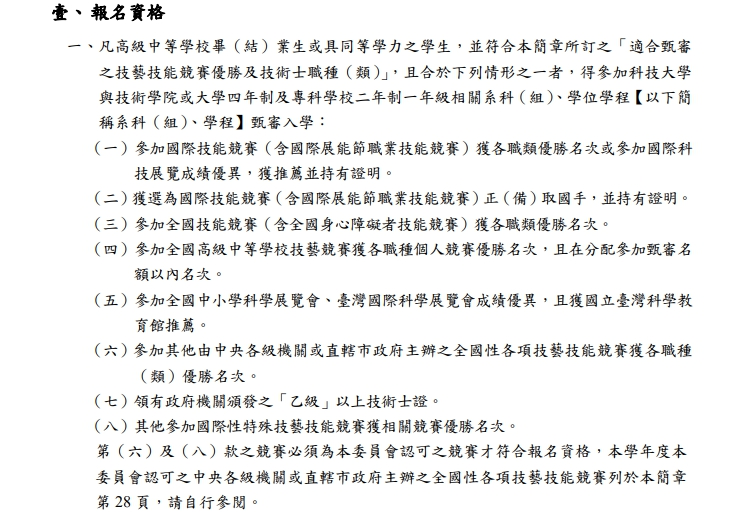 壹、報名資格
一、凡高級中等學校畢（結）業生或具同等學力之學生，並符合本簡章所訂之「適合甄審
之技藝技能競賽優勝及技術士職種（類）」，且合於下列情形之一者，得參加科技大學
與技術學院或大學四年制及專科學校二年制一年級相關系科（組）、學位學程【以下簡
稱系科（組）、學程】甄審入學：
（一）參加國際技能競賽（含國際展能節職業技能競賽）獲各職類優勝名次或參加國際科
技展覽成績優異，獲推薦並持有證明。
（二）獲選為國際技能競賽（含國際展能節職業技能競賽）正（備）取國手，並持有證明。
（三）參加全國技能競賽（含全國身心障礙者技能競賽）獲各職類優勝名次。
（四）參加全國高級中等學校技藝競賽獲各職種個人競賽優勝名次，且在分配參加甄審名
額以內名次。
（五）參加全國中小學科學展覽會、臺灣國際科學展覽會成績優異，且獲國立臺灣科學教
育館推薦。
（六）參加其他由中央各級機關或直轄市政府主辦之全國性各項技藝技能競賽獲各職種
（類）優勝名次。
（七）領有政府機關頒發之「乙級」以上技術士證。
（八）其他參加國際性特殊技藝技能競賽獲相關競賽優勝名次。
第（六）及（八）款之競賽必須為本委員會認可之競賽才符合報名資格，本學年度本
委員會認可之中央各級機關或直轄市政府主辦之全國性各項技藝技能競賽列於本簡章
第 28 頁，請自行參閱。